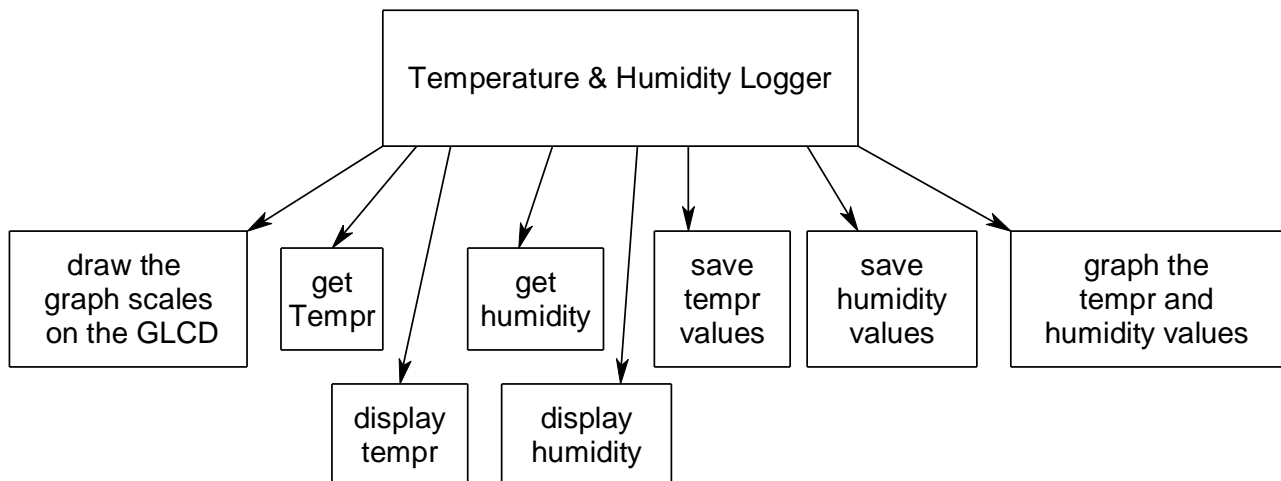 Temperature & Humidity Logger
draw the
graph scales
on the GLCD
get
Tempr
display
tempr
get
humidity
display
humidity
save
tempr
values
save
humidity
values
graph the
tempr and
humidity values